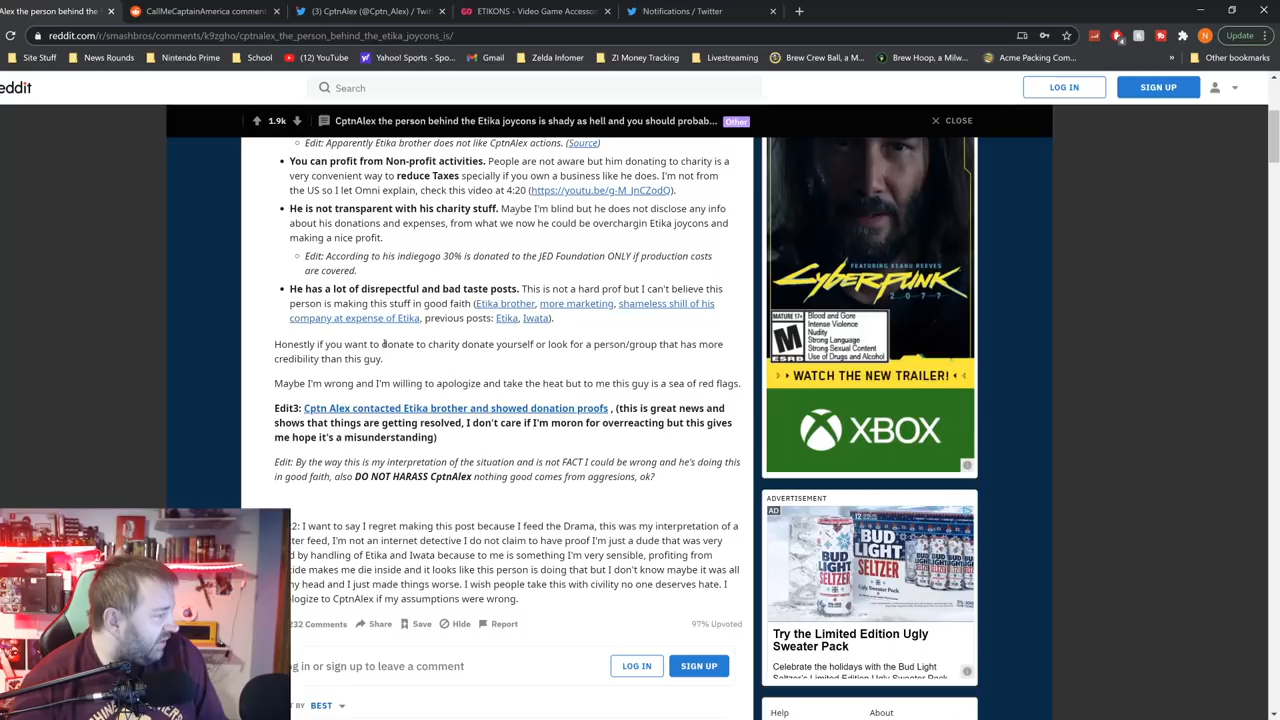 lex the person behind the
CallMeCaptainAmerica comment
(3) CptnAlex (@Cptn_Alex) / Twit
ETIKONS - Video Game Accesso
Notifications / Twitter
reddit.com/r/smashbros/comments/k9zgho/cptnalex_the_person_behind_the_etika_joycons_is/
Update
Site Stuff
News Rounds
Nintendo Prime
School
(12) YouTube
Yahoo! Sports - Spo...
Gmail
Zelda Infomer
ZI Money Tracking
Livestreaming
Brew Crew Ball, a M...
Brew Hoop, a Milw...
Acme Packing Com...
»
Other bookmarks
eddit
Search
LOG IN
SIGN UP
1.9k
CptnAlex the person behind the Etika joycons is shady as hell and you should probab...
Other
CLOSE
Edit: Apparently Etika brother does not like CptnAlex actions. (Source)
• You can profit from Non-profit activities. People are not aware but him donating to charity is a
very convenient way to reduce Taxes specially if you own a business like he does. I'm not from
the US so I let Omni explain, check this video at 4:20 (https://youtu.be/g-M_JnCZodQ).
• He is not transparent with his charity stuff. Maybe I'm blind but he does not disclose any info
about his donations and expenses, from what we now he could be overchargin Etika joycons and
making a nice profit.
Edit: According to his indiegogo 30% is donated to the JED Foundation ONLY if production costs
are covered.
• He has a lot of disrepectful and bad taste posts. This is not a hard prof but I can't believe this
person is making this stuff in good faith (Etika brother, more marketing, shameless shill of his
company at expense of Etika, previous posts: Etika, Iwata).
Honestly if you want to donate to charity donate yourself or look for a person/group that has more
credibility than this guy.
Maybe I'm wrong and I'm willing to apologize and take the heat but to me this guy is a sea of red flags.
Edit3: Cptn Alex contacted Etika brother and showed donation proofs , (this is great news and
shows that things are getting resolved, I don't care if I'm moron for overreacting but this gives
me hope it's a misunderstanding)
Edit: By the way this is my interpretation of the situation and is not FACT I could be wrong and he's doing this
in good faith, also DO NOT HARASS CptnAlex nothing good comes from aggresions, ok?
2: I want to say I regret making this post because I feed the Drama, this was my interpretation of a
ter feed, I'm not an internet detective I do not claim to have proof I'm just a dude that was very
d by handling of Etika and Iwata because to me is something I'm very sensible, profiting from
cide makes me die inside and it looks like this person is doing that but I don't know maybe it was all
y head and I just made things worse. I wish people take this with civility no one deserves hate. I
logize to CptnAlex if my assumptions were wrong.
232 Comments
Share
Save
Hide
Report
97% Upvoted
g in or sign up to leave a comment
LOG IN
SIGN UP
BY BEST
FEATURING KEANU REEVES
CYBERPUNK
2077
MATURE 17+
M
ESRB
Blood and Gore
Intense Violence
Nudity
Strong Language
Strong Sexual Content
Use of Drugs and Alcohol
WATCH THE NEW TRAILER!
XBOX
ADVERTISEMENT
AD
BUD
LIGHT
SELTZER
BUD LIGHT
SELTZER
Try the Limited Edition Ugly
Sweater Pack
Celebrate the holidays with the Bud Light
Seltzer's Limited Edition Ugly Sweater Pack
Help
About